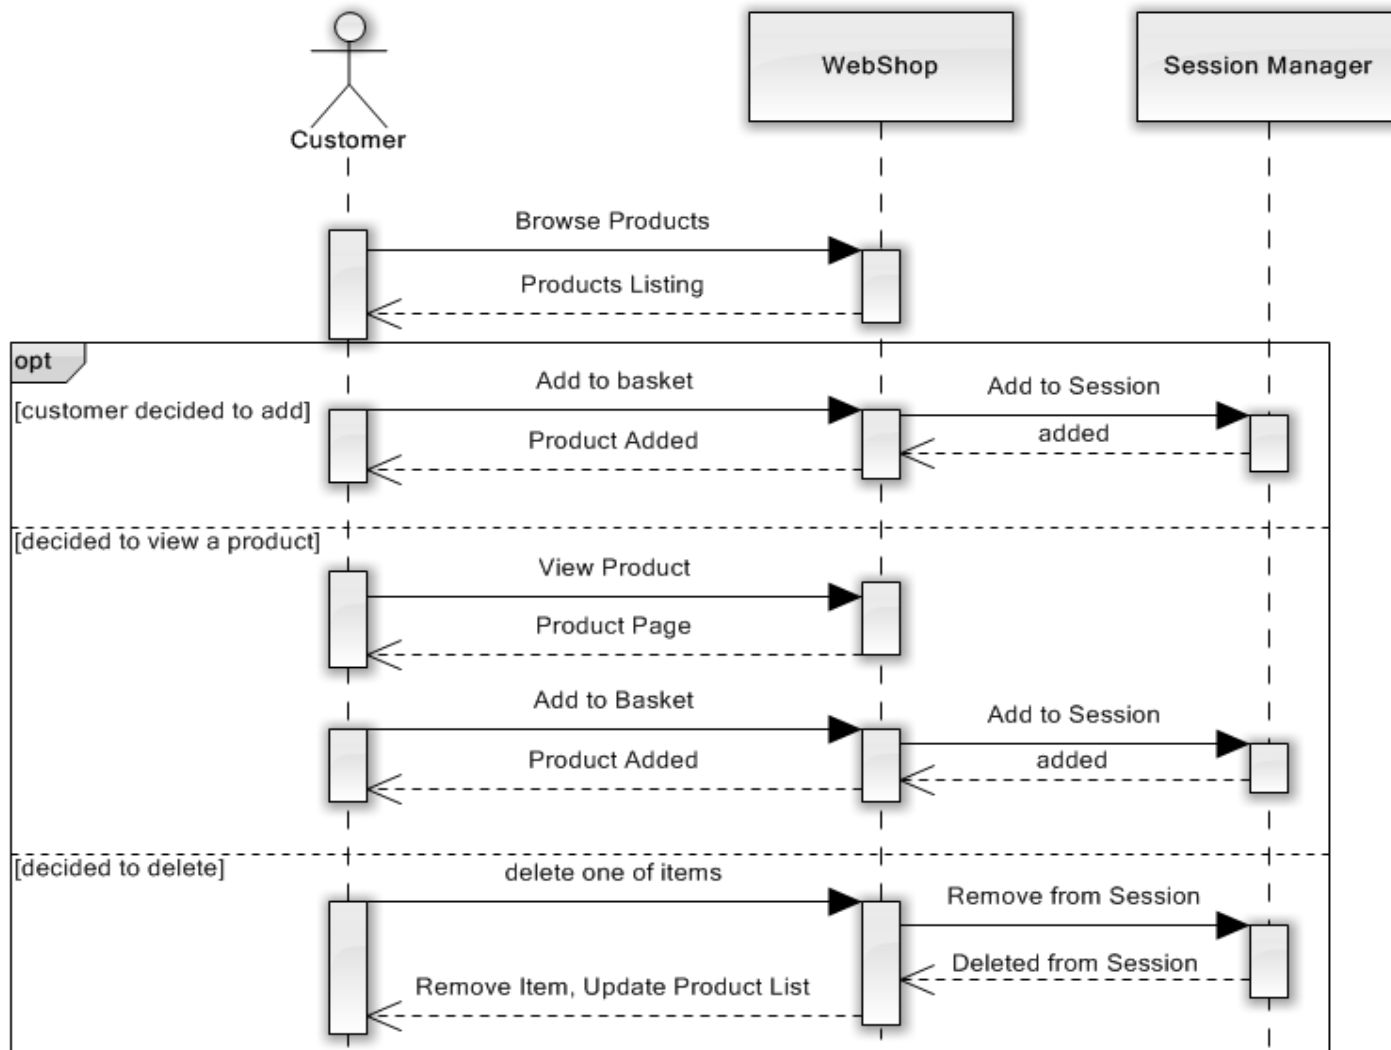 Customer
WebShop
Session Manager
Browse Products
Products Listing
opt
[customer decided to add]
Add to basket
Add to Session
added
Product Added
[decided to view a product]
View Product
Product Page
Add to Basket
Add to Session
added
Product Added
[decided to delete]
delete one of items
Remove from Session
Deleted from Session
Remove Item, Update Product List